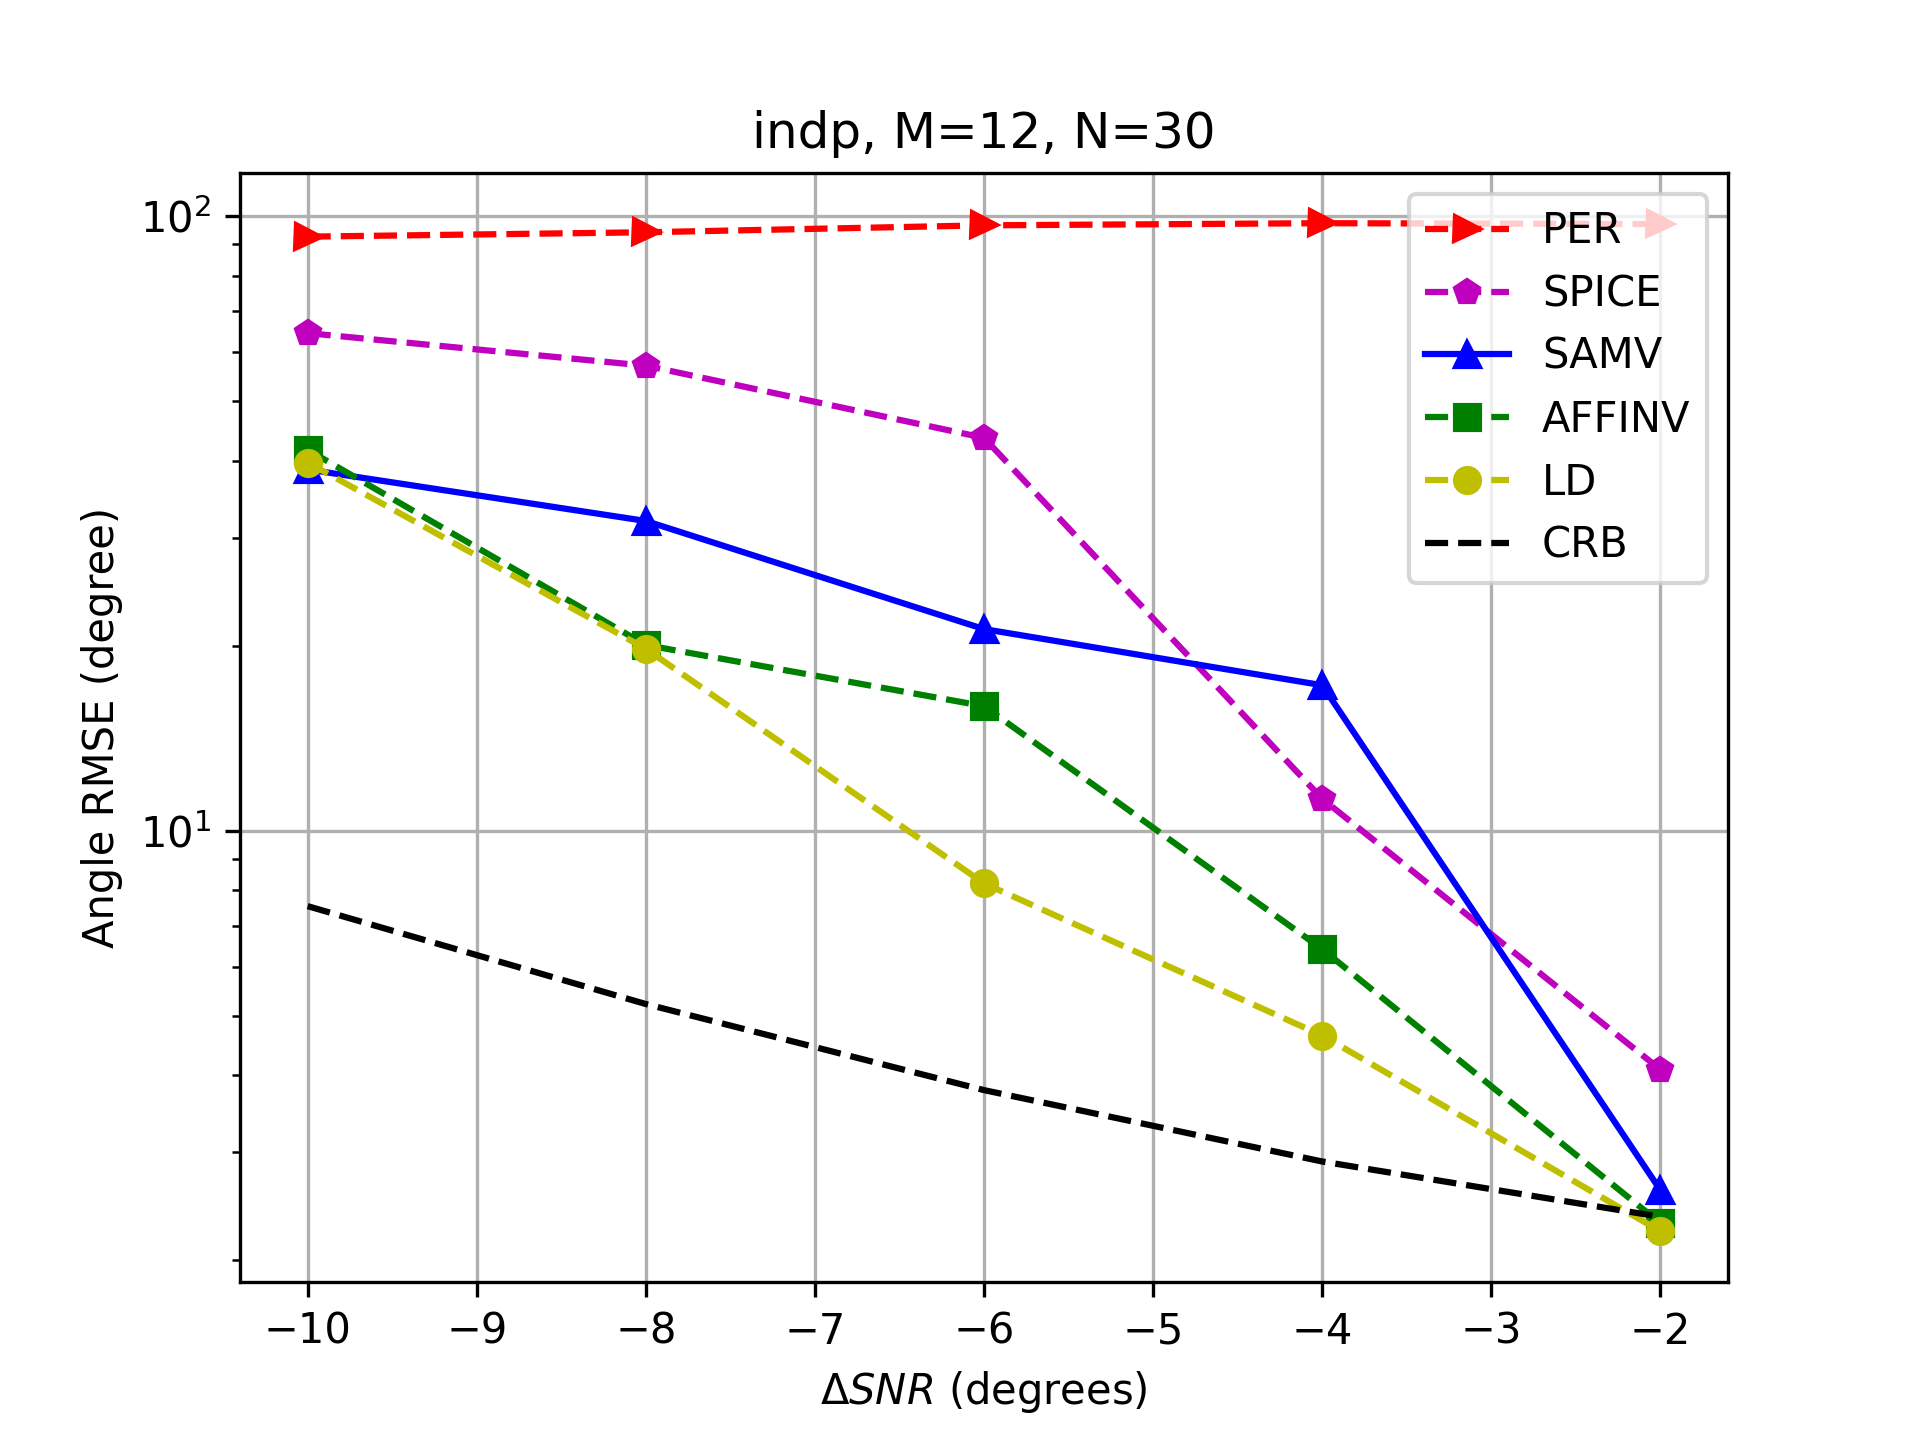 indp, M=12, N=30
Angle RMSE (degree)
10²
10¹
PER
SPICE
SAMV
AFFINV
LD
CRB
−10 −9 −8 −7 −6 −5 −4 −3 −2
ΔSNR (degrees)